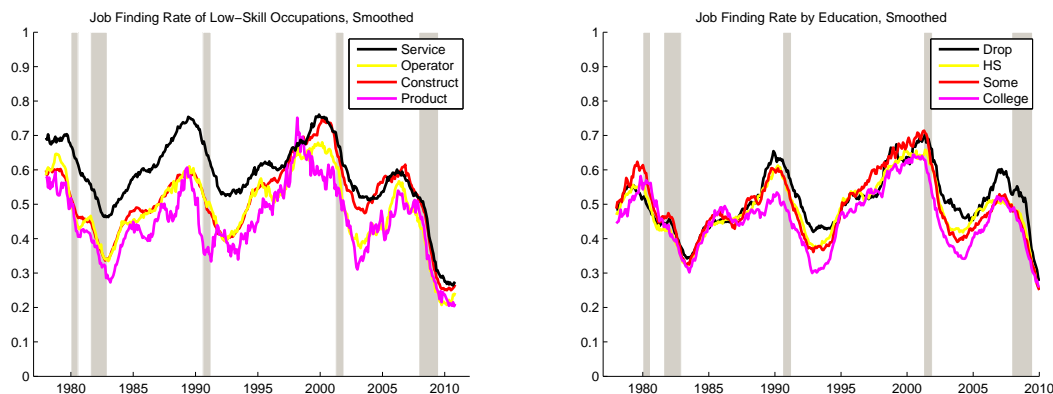 Job Finding Rate of Low−Skill Occupations, Smoothed
1
0.9
0.8
0.7
0.6
0.5
0.4
0.3
0.2
0.1
0
1980 1985 1990 1995 2000 2005 2010
Service
Operator
Construct
Product
Job Finding Rate by Education, Smoothed
1
0.9
0.8
0.7
0.6
0.5
0.4
0.3
0.2
0.1
0
1980 1985 1990 1995 2000 2005 2010
Drop
HS
Some
College